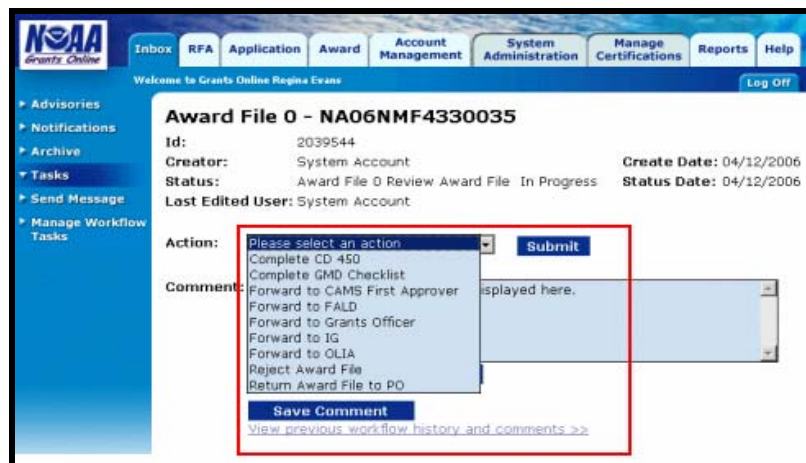 NOAA
Grants Online
Inbox RFA Application Award Account Management System Administration Manage Certifications Reports Help
Welcome to Grants Online Regina Evans
Log Off
Advisories
Notifications
Archive
Tasks
Send Message
Manage Workflow Tasks
Award File 0 - NA06NMF4330035
Id: 2039544
Creator: System Account Create Date: 04/12/2006
Status: Award File 0 Review Award File In Progress Status Date: 04/12/2006
Last Edited User: System Account
Action: Please select an action Submit
Complete CD 450
Complete GMD Checklist
Comment: Forward to CAMS First Approver isplayed here.
Forward to FALD
Forward to Grants Officer
Forward to IG
Forward to OLIA
Reject Award File
Return Award File to PO
Save Comment
View previous workflow history and comments >>